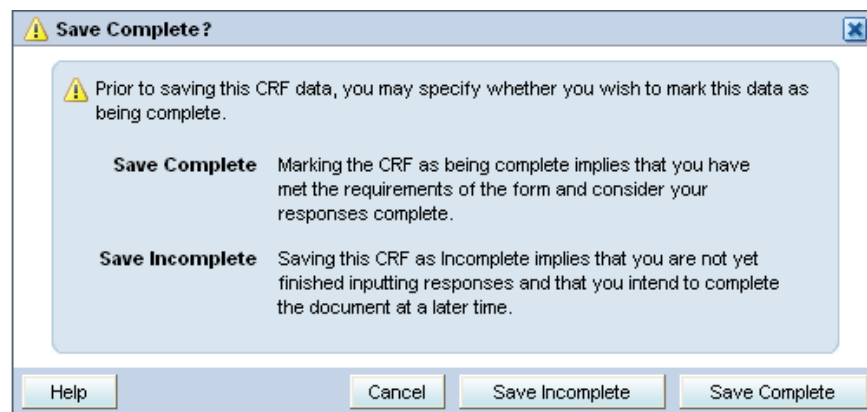 Save Complete?
Prior to saving this CRF data, you may specify whether you wish to mark this data as
being complete.
Save Complete Marking the CRF as being complete implies that you have
met the requirements of the form and consider your
responses complete.
Save Incomplete Saving this CRF as Incomplete implies that you are not yet
finished inputting responses and that you intend to complete
the document at a later time.
Help Cancel Save Incomplete Save Complete